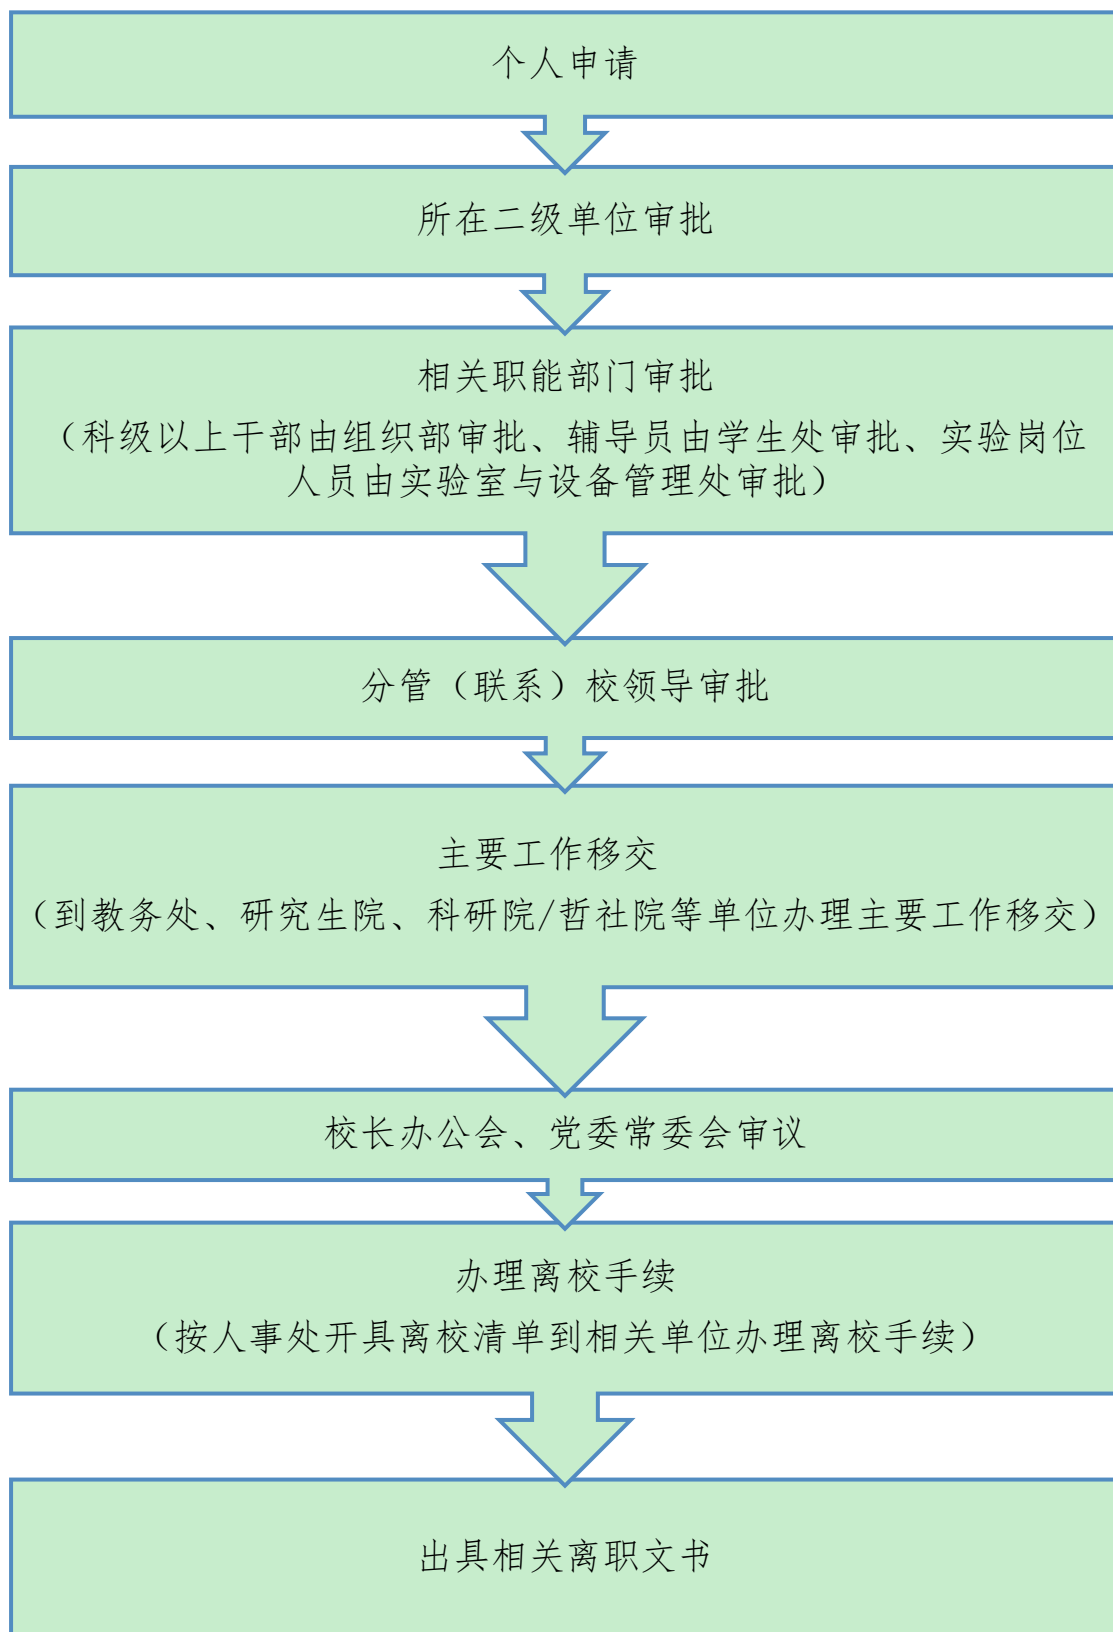 个人申请
所在二级单位审批
相关职能部门审批
（科级以上干部由组织部审批、辅导员由学生处审批、实验岗位
人员由实验室与设备管理处审批）
分管（联系）校领导审批
主要工作移交
（到教务处、研究生院、科研院/哲社院等单位办理主要工作移交）
校长办公会、党委常委会审议
办理离校手续
（按人事处开具离校清单到相关单位办理离校手续）
出具相关离职文书